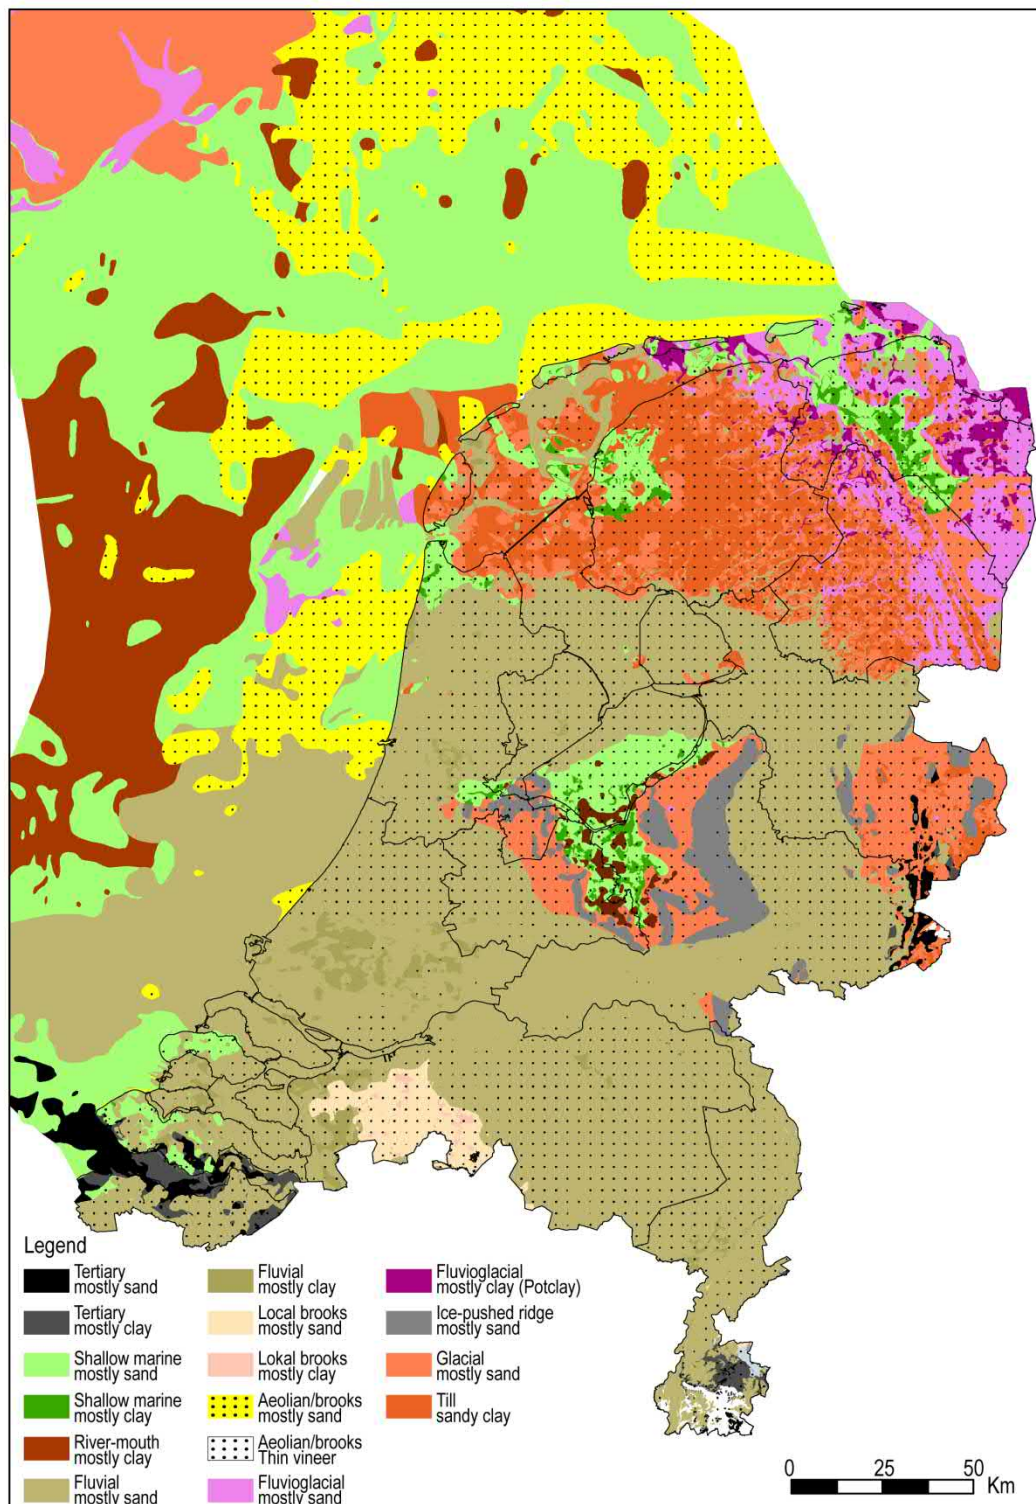 Legend
Tertiary
mostly sand
Tertiary
mostly clay
Shallow marine
mostly sand
Shallow marine
mostly clay
River-mouth
mostly clay
Fluvial
mostly sand
Fluvial
mostly clay
Local brooks
mostly sand
Lokal brooks
mostly clay
Aeolian/brooks
mostly sand
Aeolian/brooks
Thin vineer
Fluvioglacial
mostly sand
Fluvioglacial
mostly clay (Potclay)
Ice-pushed ridge
mostly sand
Glacial
mostly sand
Till
sandy clay
0 25 50
Km